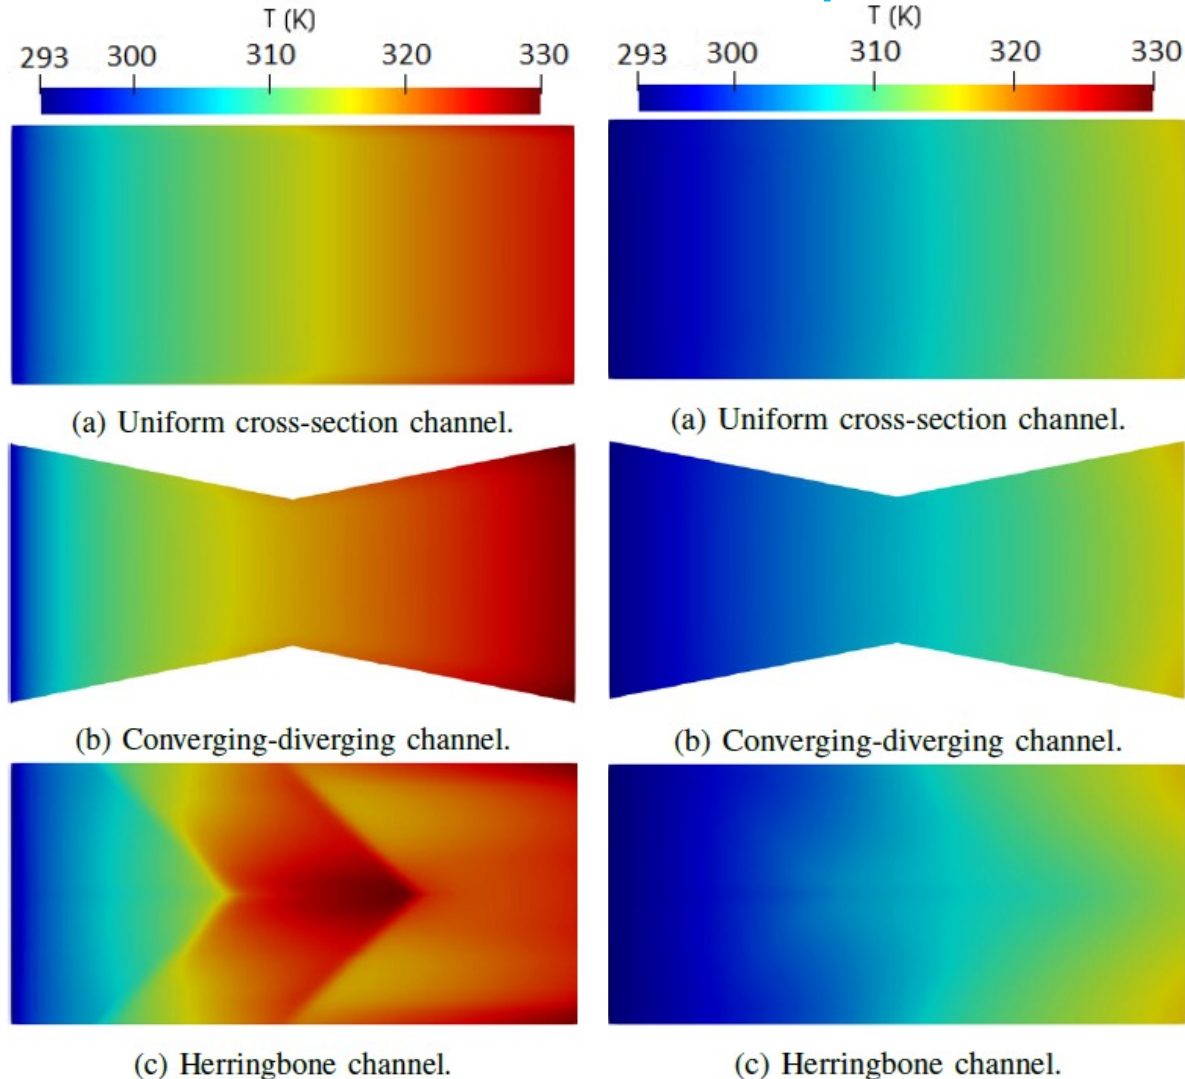 T (K)
293 300 310 320 330
(a) Uniform cross-section channel.
(b) Converging-diverging channel.
(c) Herringbone channel.
T (K)
293 300 310 320 330
(a) Uniform cross-section channel.
(b) Converging-diverging channel.
(c) Herringbone channel.